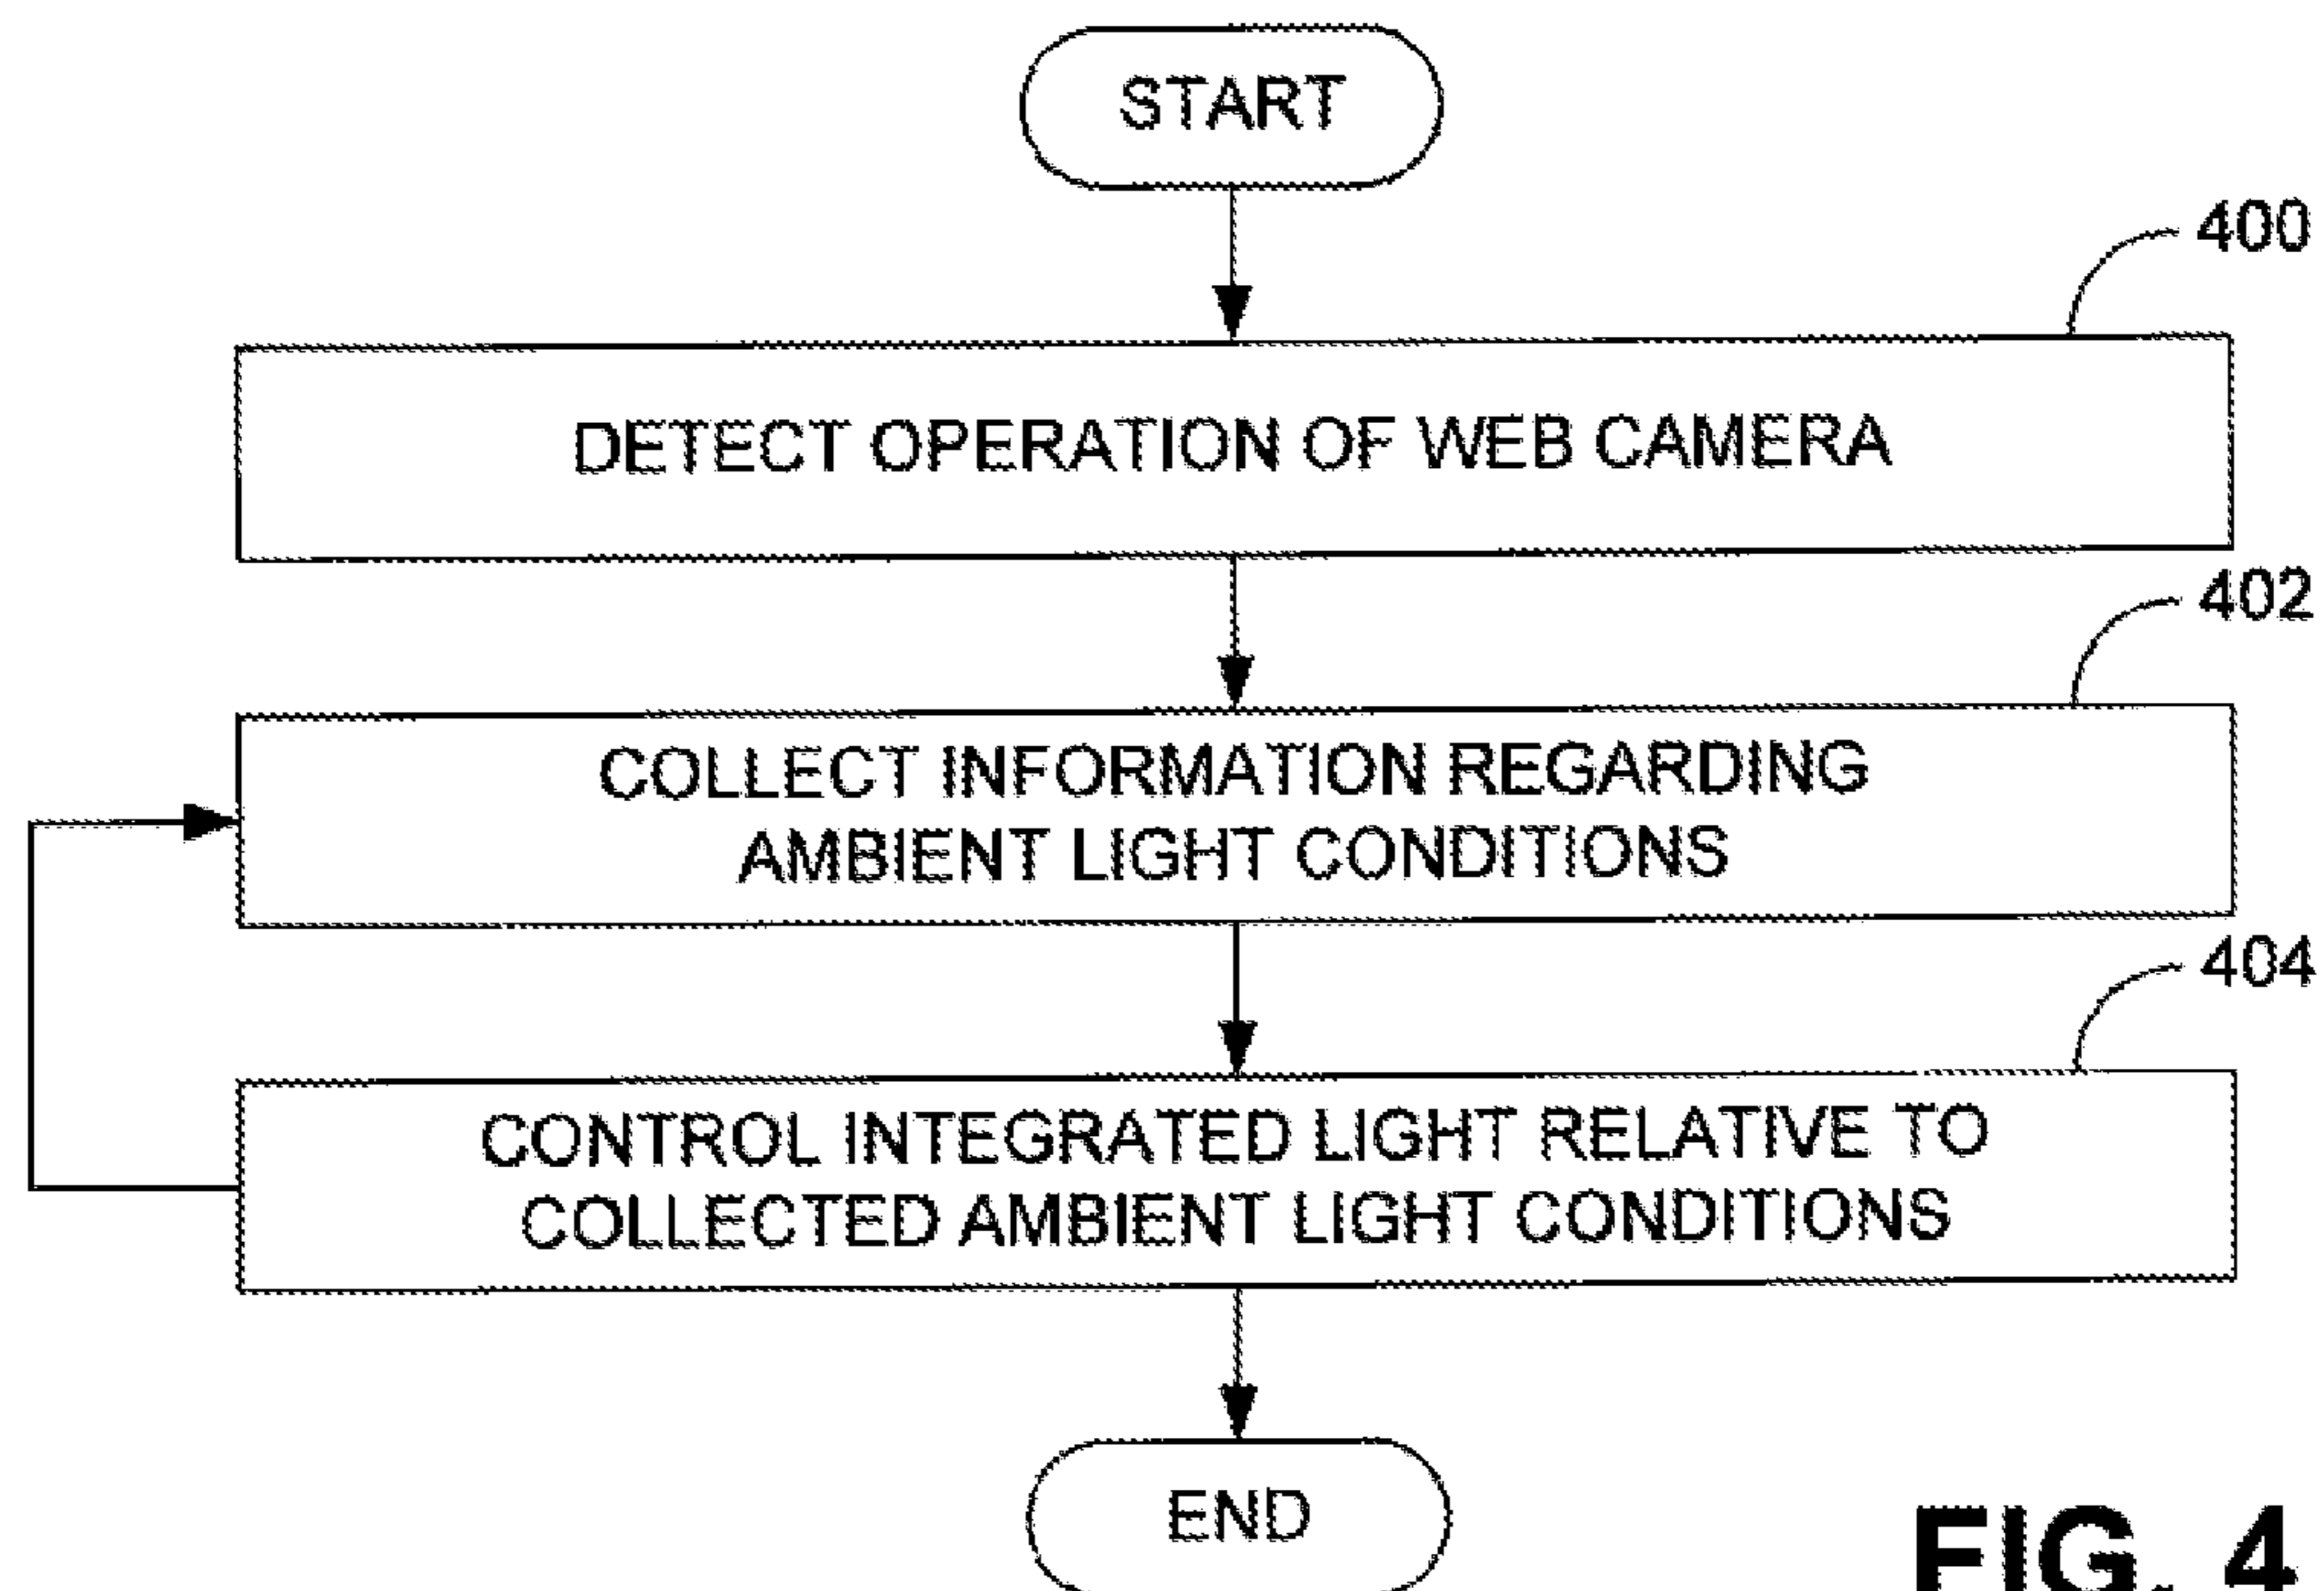 START
400
DETECT OPERATION OF WEB CAMERA
402
COLLECT INFORMATION REGARDING
AMBIENT LIGHT CONDITIONS
404
CONTROL INTEGRATED LIGHT RELATIVE TO
COLLECTED AMBIENT LIGHT CONDITIONS
END
FIG. 4